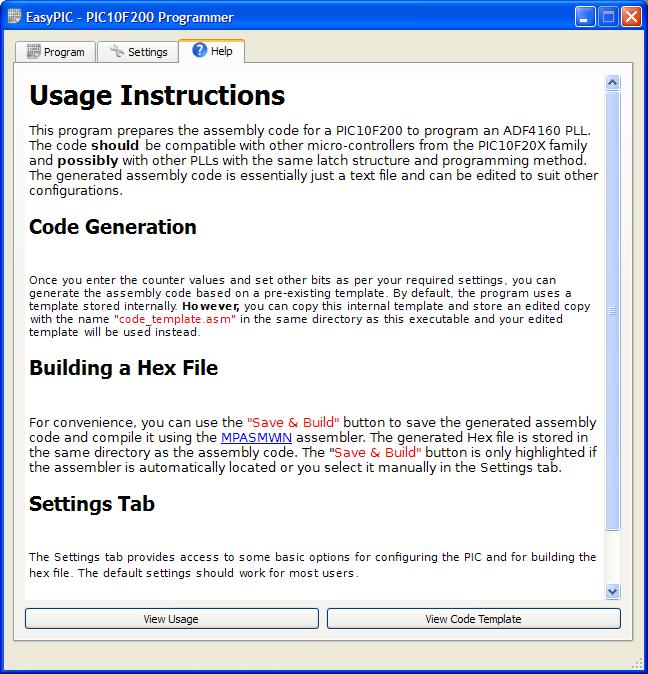 EasyPIC - PIC10F200 Programmer
Program Settings Help
Usage Instructions
This program prepares the assembly code for a PIC10F200 to program an ADF4160 PLL.
The code should be compatible with other micro-controllers from the PIC10F20X family
and possibly with other PLLs with the same latch structure and programming method.
The generated assembly code is essentially just a text file and can be edited to suit other
configurations.
Code Generation
Once you enter the counter values and set other bits as per your required settings, you can
generate the assembly code based on a pre-existing template. By default, the program uses a
template stored internally. However, you can copy this internal template and store an edited copy
with the name "code_template.asm" in the same directory as this executable and your edited
template will be used instead.
Building a Hex File
For convenience, you can use the "Save & Build" button to save the generated assembly
code and compile it using the MPASMWIN assembler. The generated Hex file is stored in
the same directory as the assembly code. The "Save & Build" button is only highlighted if
the assembler is automatically located or you select it manually in the Settings tab.
Settings Tab
The Settings tab provides access to some basic options for configuring the PIC and for building the
hex file. The default settings should work for most users.
View Usage View Code Template